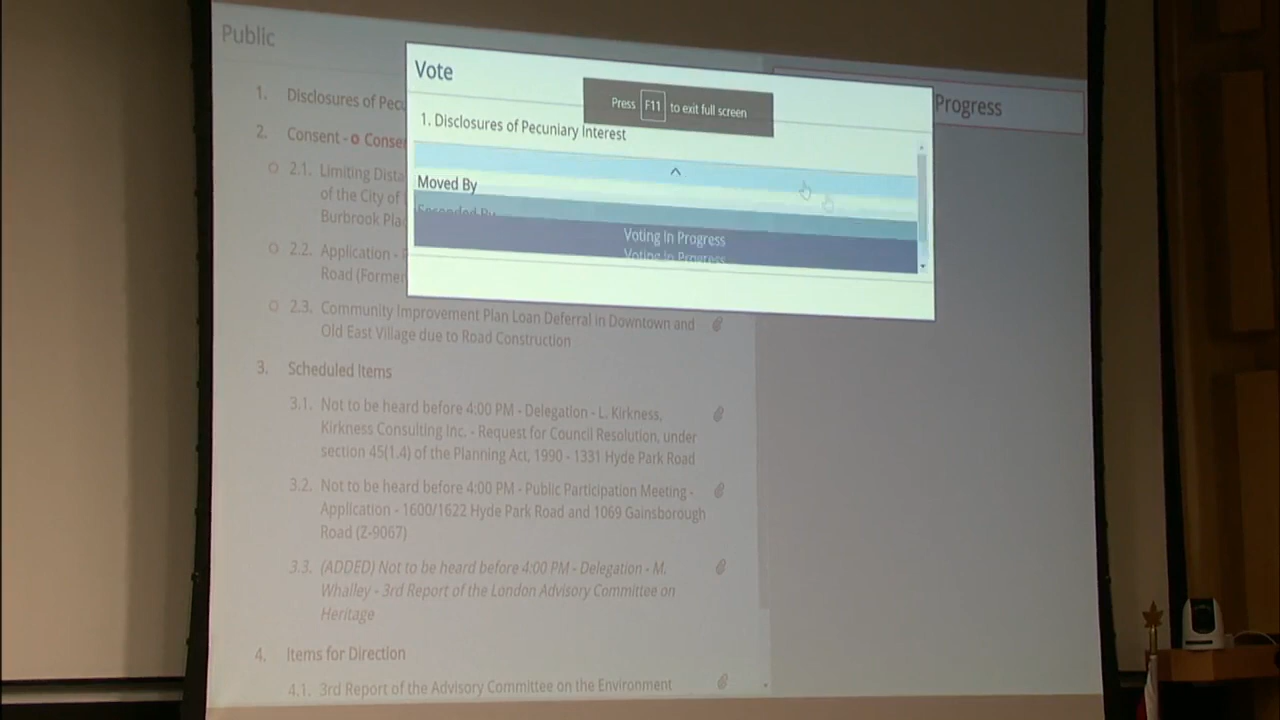 Public
Vote
Press F11 to exit full screen
Progress
1. Disclosures of Pecuniary Interest
Moved By
Seconded By
Voting In Progress
Voting In Progress
1. Disclosures of Pecu
2. Consent - o Conse
2.1. Limiting Dista
of the City of
Burbrook Pla
2.2. Application -
Road (Former
2.3. Community Improvement Plan Loan Deferral in Downtown and
Old East Village due to Road Construction
3. Scheduled Items
3.1. Not to be heard before 4:00 PM - Delegation - L. Kirkness,
Kirkness Consulting Inc. - Request for Council Resolution, under
section 45(1.4) of the Planning Act, 1990 - 1331 Hyde Park Road
3.2. Not to be heard before 4:00 PM - Public Participation Meeting -
Application - 1600/1622 Hyde Park Road and 1069 Gainsborough
Road (Z-9067)
3.3. (ADDED) Not to be heard before 4:00 PM - Delegation - M.
Whalley - 3rd Report of the London Advisory Committee on
Heritage
4. Items for Direction
4.1. 3rd Report of the Advisory Committee on the Environment